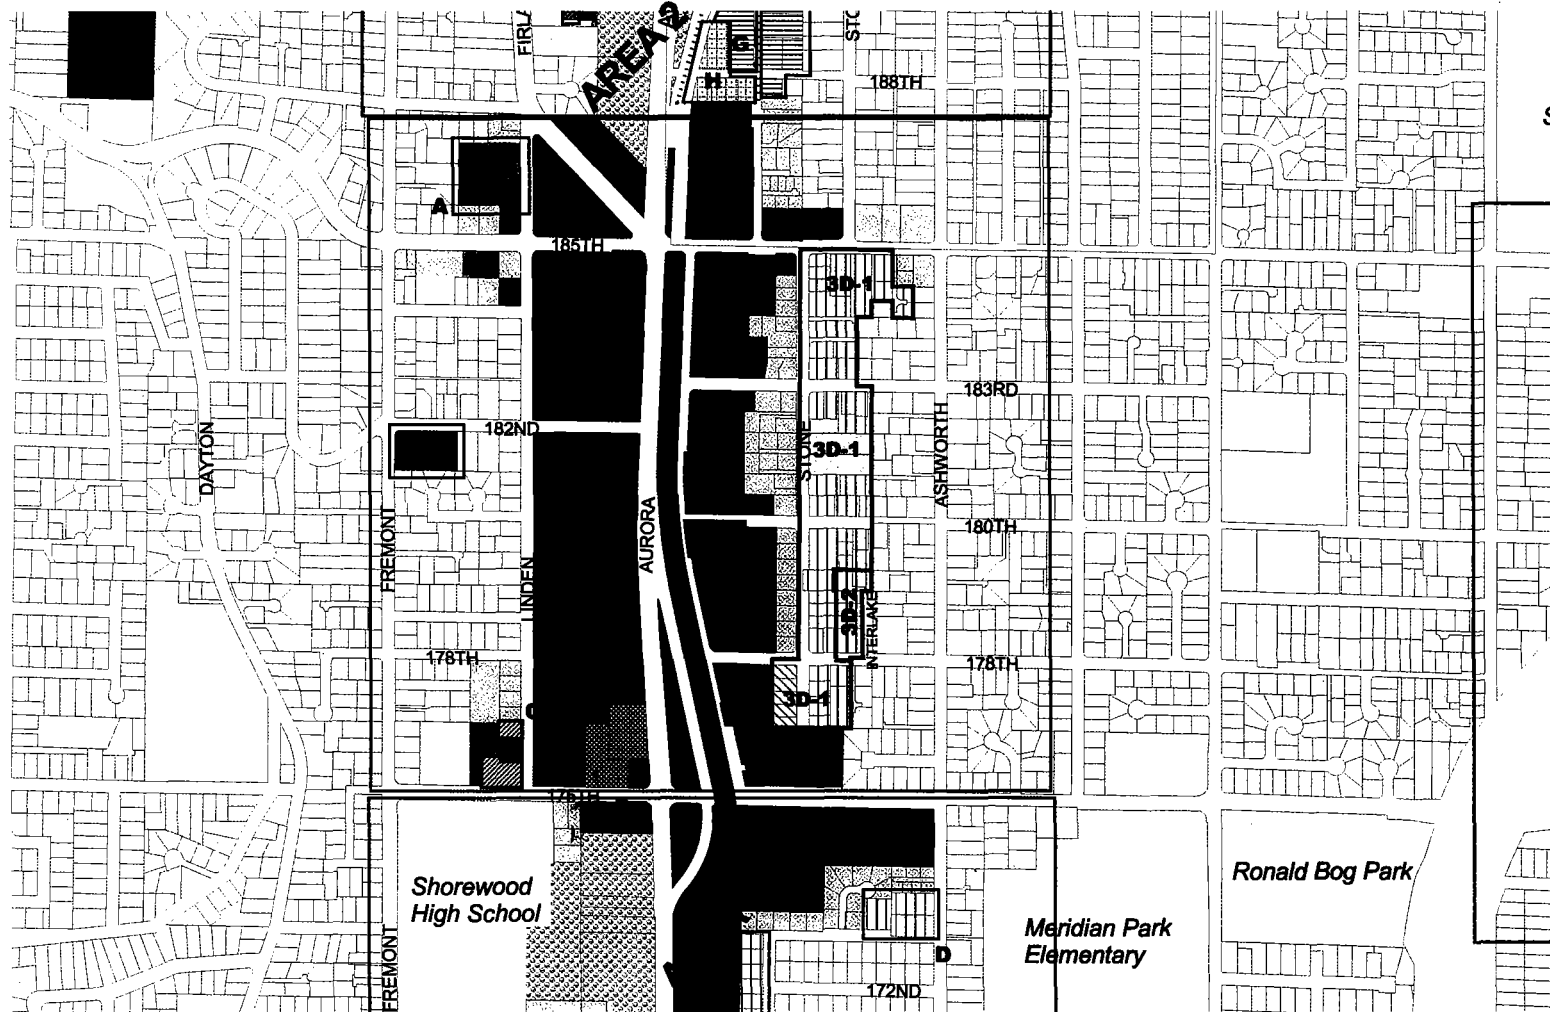 AREA 2
G
H
188TH
A
185TH
3D-1
183RD
182ND
DAYTON
STONE
3D-1
ASHWORTH
FREMONT
AURORA
180TH
LINDEN
3D-2
INTERLAKE
178TH
178TH
3D-1
175TH
Shorewood
High School
Ronald Bog Park
Meridian Park
Elementary
FREMONT
D
172ND